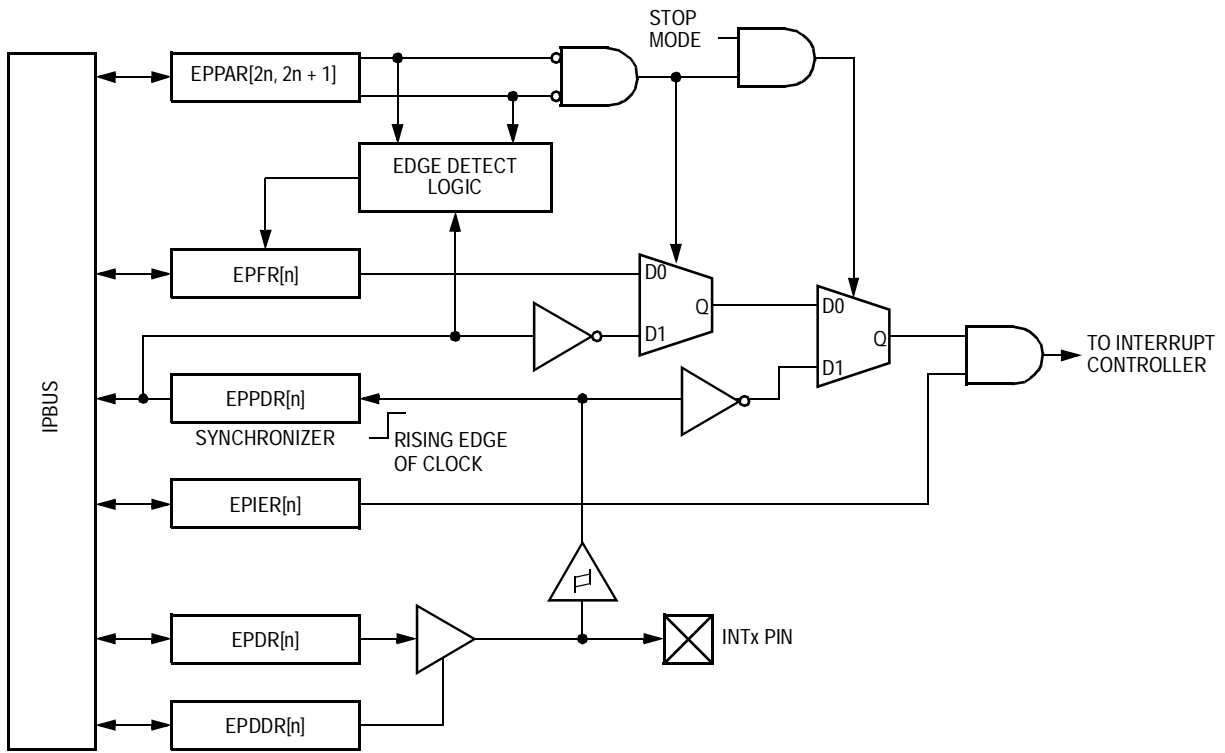 STOP
MODE
EPPAR[2n, 2n + 1]
EDGE DETECT
LOGIC
EPFR[n]
D0
Q
D1
D0
Q
D1
TO INTERRUPT
CONTROLLER
IPBUS
EPPDR[n]
SYNCHRONIZER
RISING EDGE
OF CLOCK
EPIER[n]
EPDR[n]
INTx PIN
EPDDR[n]